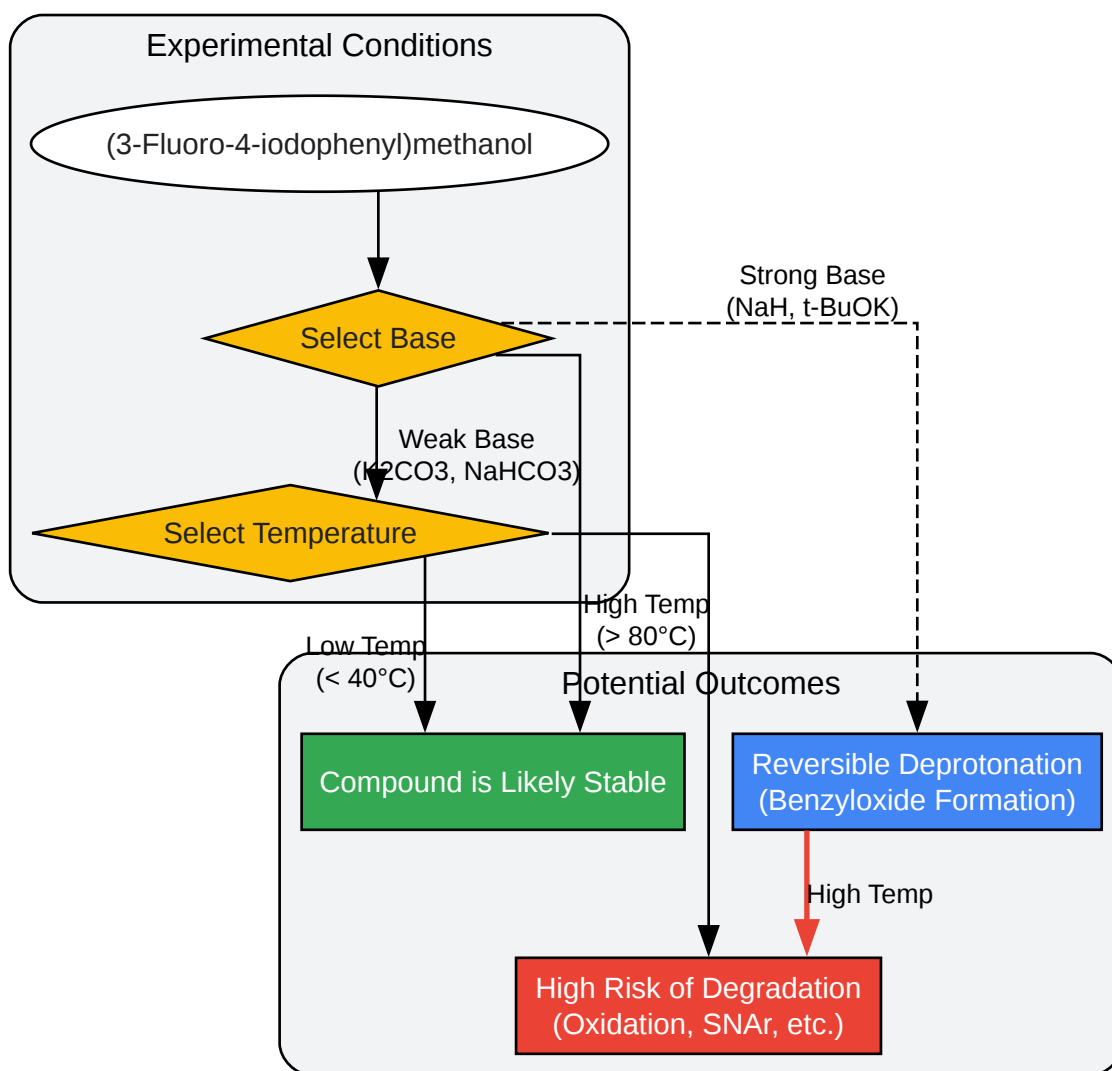 Experimental Conditions
(3-Fluoro-4-iodophenyl)methanol
Select Base
Strong Base
(NaH, t-BuOK)
Weak Base
(K2CO3, NaHCO3)
Select Temperature
High Temp
(> 80°C)
Low Temp
(< 40°C)
Potential Outcomes
Compound is Likely Stable
Reversible Deprotonation
(Benzyloxide Formation)
High Temp
High Risk of Degradation
(Oxidation, SNAr, etc.)